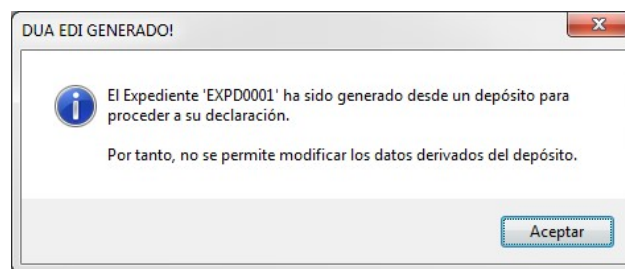 DUA EDI GENERADO!
El Expediente 'EXPD0001' ha sido generado desde un depósito para
proceder a su declaración.
Por tanto, no se permite modificar los datos derivados del depósito.
Aceptar